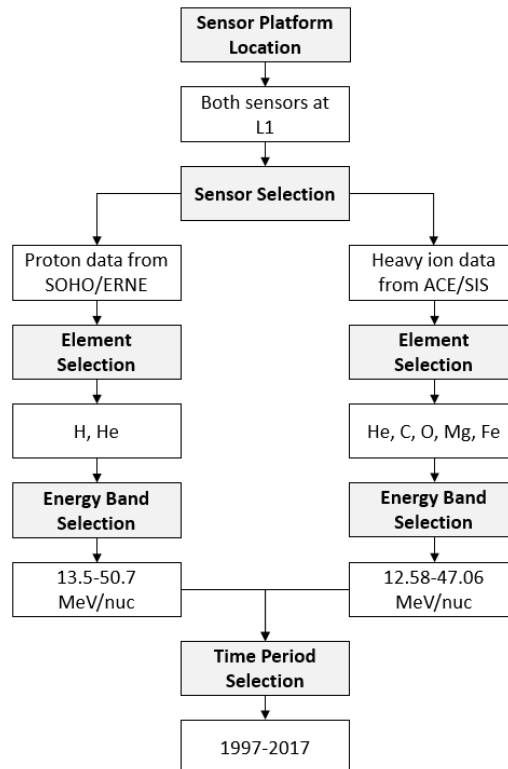 Sensor Platform
Location
Both sensors at
L1
Sensor Selection
Proton data from
SOHO/ERNE
Heavy ion data
from ACE/SIS
Element
Selection
Element
Selection
H, He
He, C, O, Mg, Fe
Energy Band
Selection
Energy Band
Selection
13.5-50.7
MeV/nuc
12.58-47.06
MeV/nuc
Time Period
Selection
1997-2017